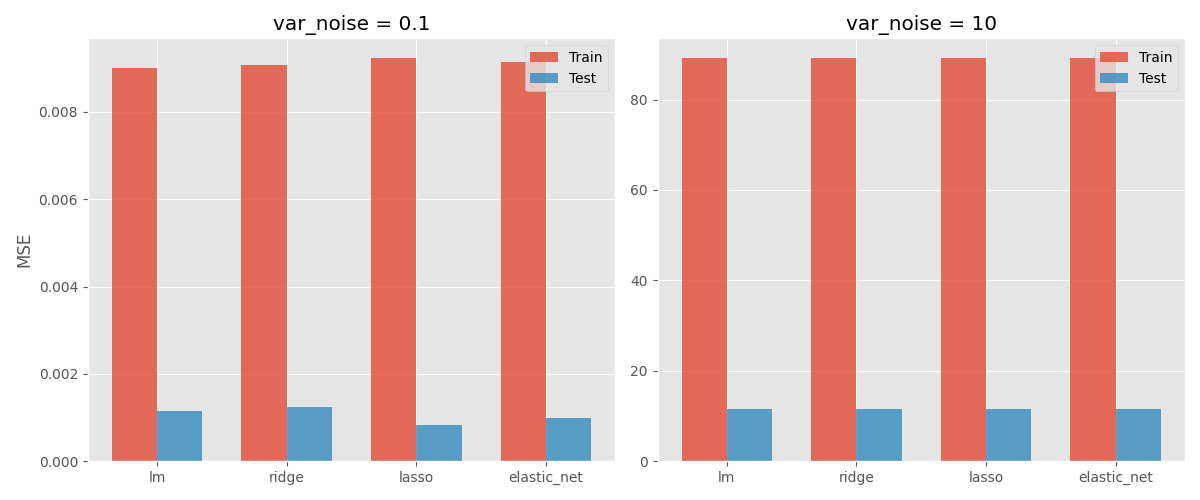 var_noise = 0.1
Train
Test
MSE
0.008
0.006
0.004
0.002
0.000
lm
ridge
lasso
elastic_net
var_noise = 10
Train
Test
80
60
40
20
0
lm
ridge
lasso
elastic_net